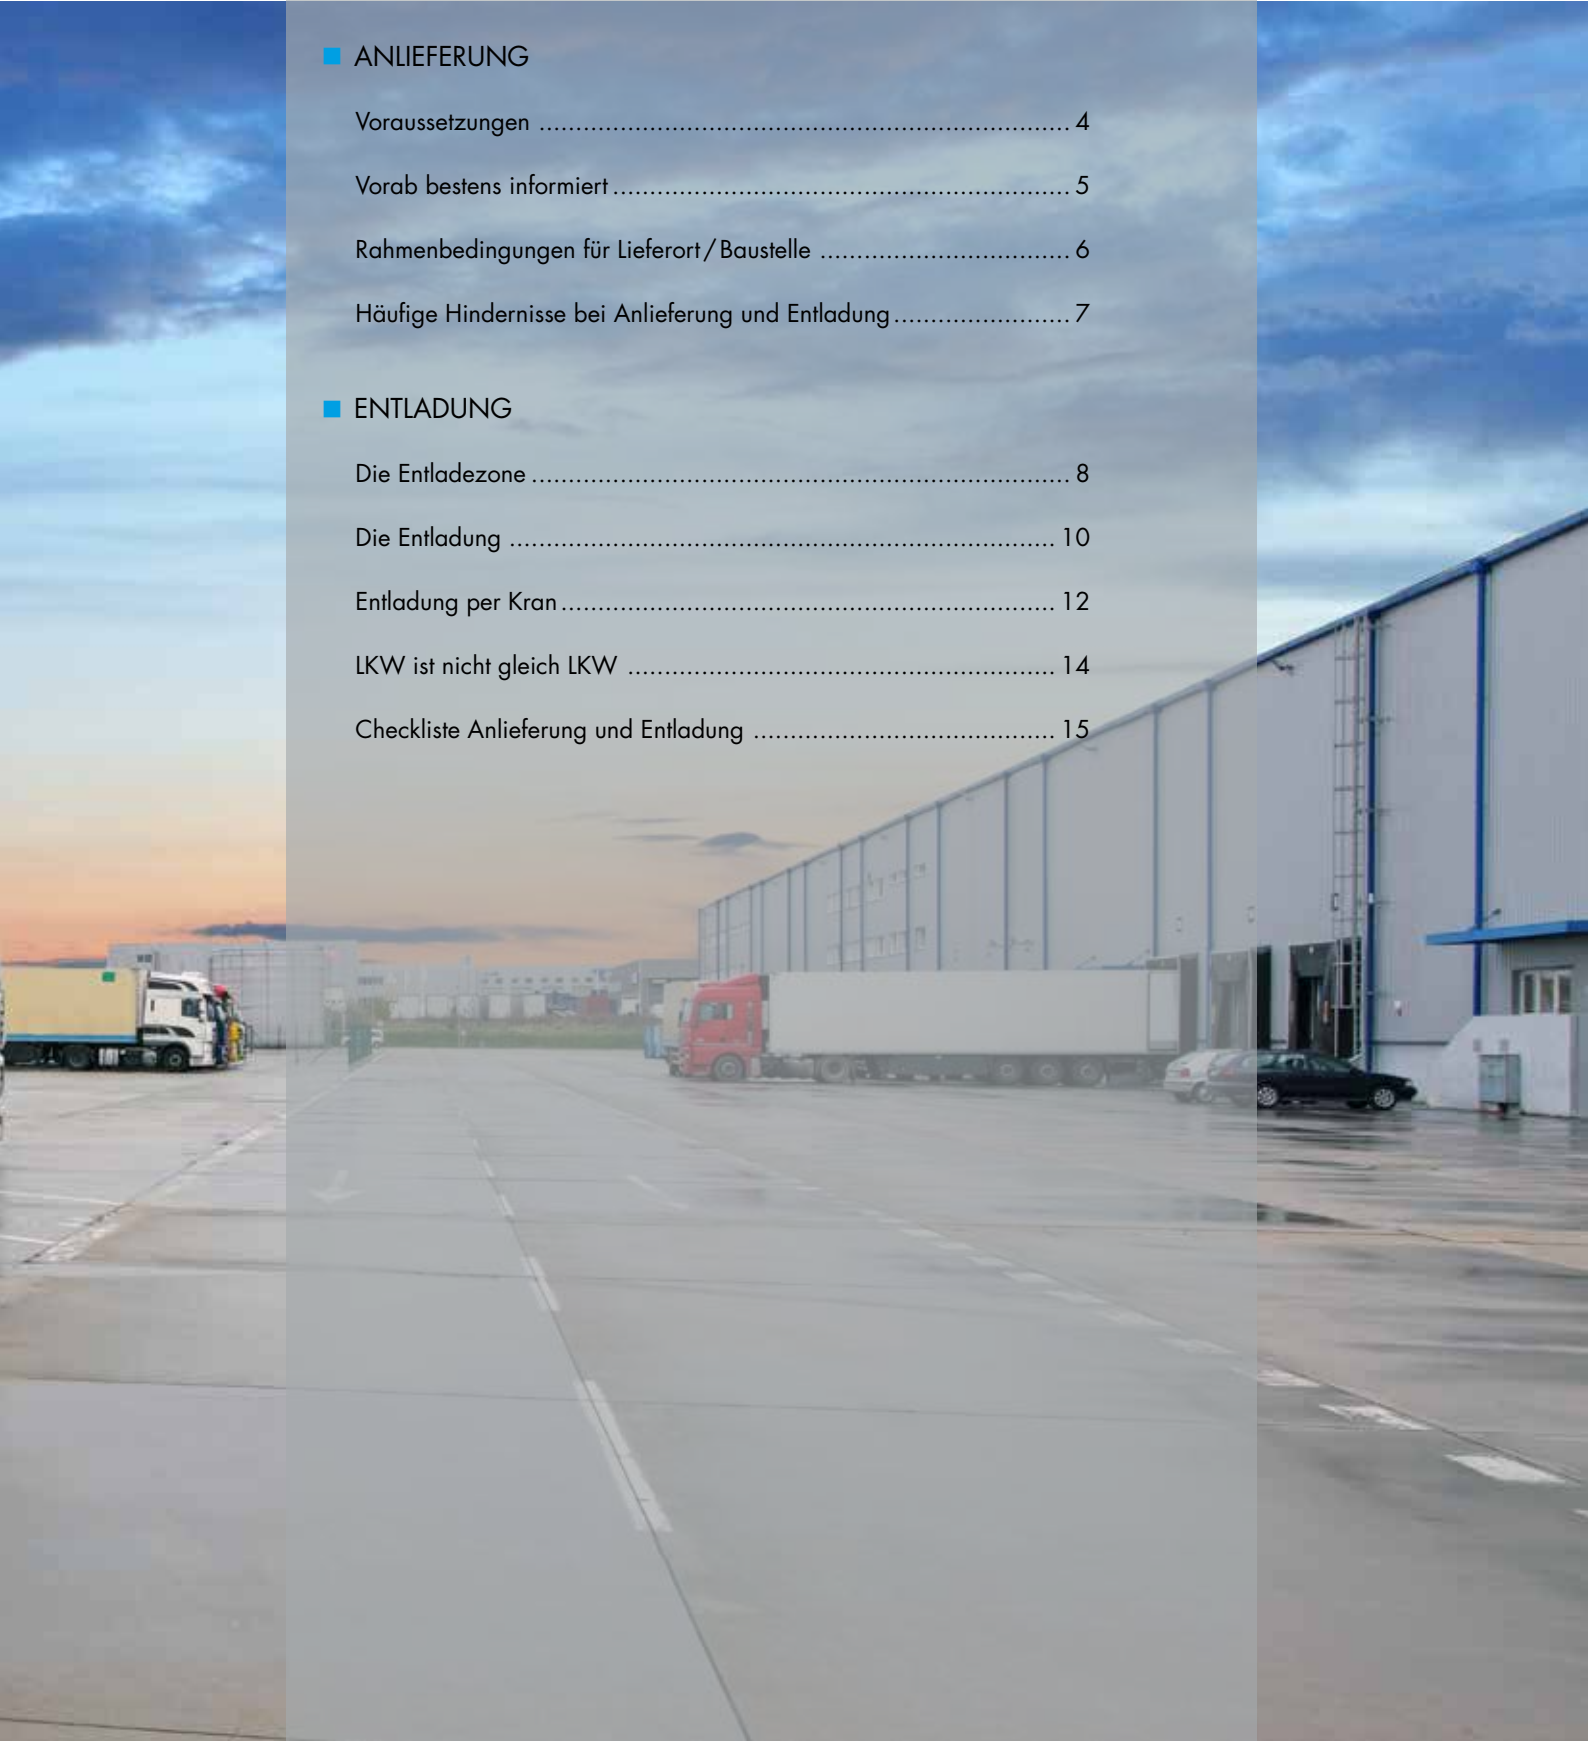 ANLIEFERUNG
Voraussetzungen ........................................................................ 4
Vorab bestens informiert .............................................................. 5
Rahmenbedingungen für Lieferort / Baustelle .................................. 6
Häufige Hindernisse bei Anlieferung und Entladung ........................ 7
ENTLADUNG
Die Entladezone ......................................................................... 8
Die Entladung .......................................................................... 10
Entladung per Kran ................................................................... 12
LKW ist nicht gleich LKW .......................................................... 14
Checkliste Anlieferung und Entladung ......................................... 15